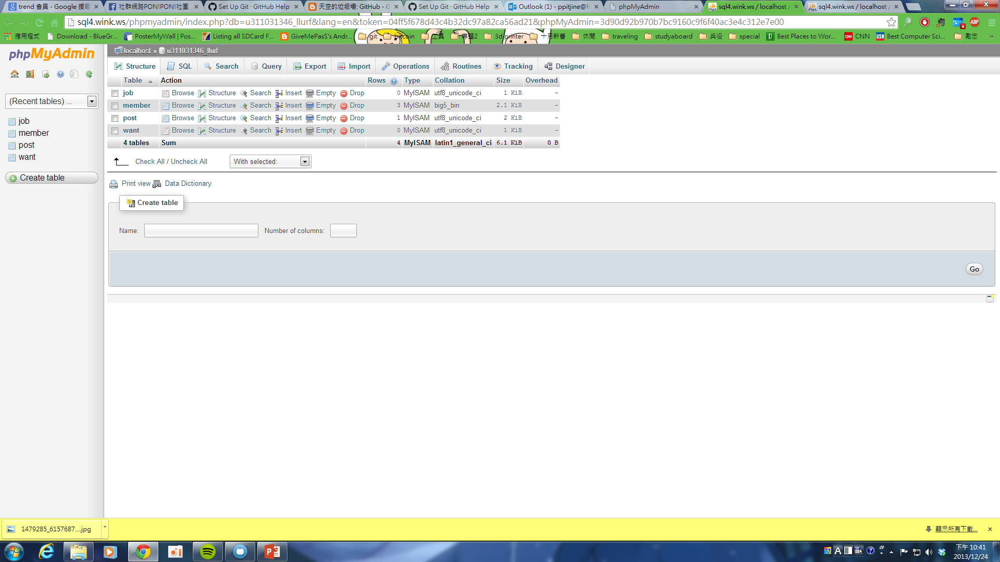 trend 會員 - Google 搜尋
社群網路PON!PON!社團
Set Up Git · GitHub Help
天空的垃圾場: GitHub - G
Set Up Git · GitHub Help
Outlook (1) - ppitjine@h
phpMyAdmin
sql4.wink.ws / localhost /
sql4.wink.ws / localhost /
sql4.wink.ws/phpmyadmin/index.php?db=u311031346_llurf&lang=en&token=04ff5f678d43c4b32dc97a82ca56ad21&phpMyAdmin=3d90d92b970b7bc9160c9f6f40ac3e4c312e7e00
ABP
應用程式 Download - BlueGr... PosterMyWall | Pos... Listing all SDCard F... GiveMePasS's Andr... git bitcoin 工具 專題2 3d printer 十月新番 休閒 traveling studyaboard 兵役 special Best Places to Wor... CNN Best Computer Sci... 勵志 »
phpMyAdmin
localhost » u311031346_llurf
Structure SQL Search Query Export Import Operations Routines Tracking Designer
(Recent tables) ...
job
member
post
want
Create table
Table Action Rows Type Collation Size Overhead
job Browse Structure Search Insert Empty Drop 0 MyISAM utf8_unicode_ci 1 KiB -
member Browse Structure Search Insert Empty Drop 3 MyISAM big5_bin 2.1 KiB -
post Browse Structure Search Insert Empty Drop 1 MyISAM utf8_unicode_ci 2 KiB -
want Browse Structure Search Insert Empty Drop 0 MyISAM utf8_unicode_ci 1 KiB -
4 tables Sum 4 MyISAM latin1_general_ci 6.1 KiB 0 B
Check All / Uncheck All With selected:
Print view Data Dictionary
Create table
Name: Number of columns:
Go
1479285_6157687....jpg
顯示所有下載...
下午 10:41
2013/12/24